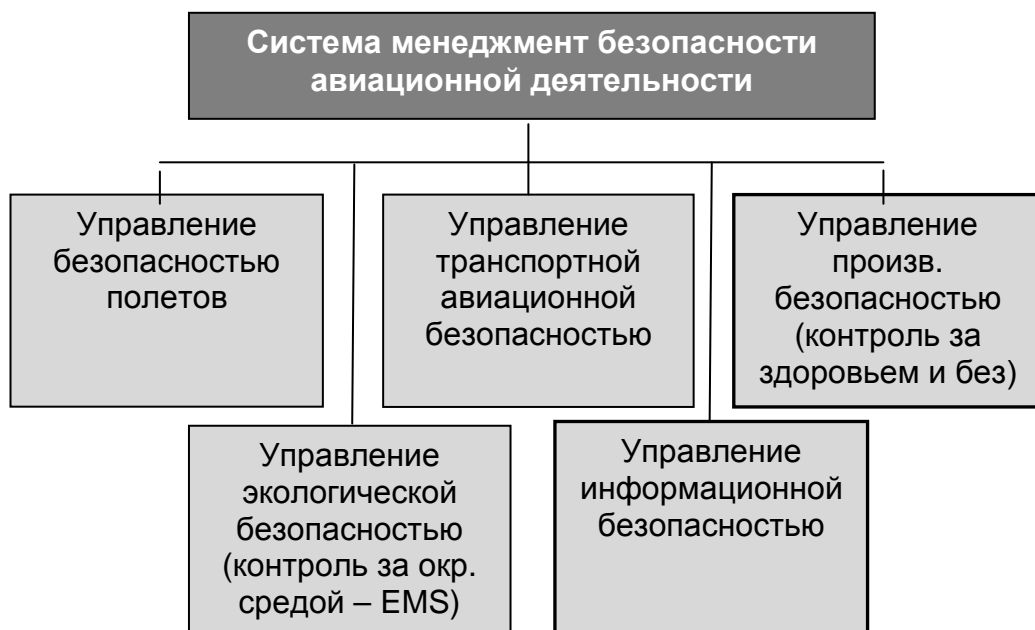 Система менеджмент безопасности
авиационной деятельности
Управление
безопасностью
полетов
Управление
транспортной
авиационной
безопасностью
Управление
произв.
безопасностью
(контроль за
здоровьем и без)
Управление
экологической
безопасностью
(контроль за окр.
средой – EMS)
Управление
информационной
безопасностью